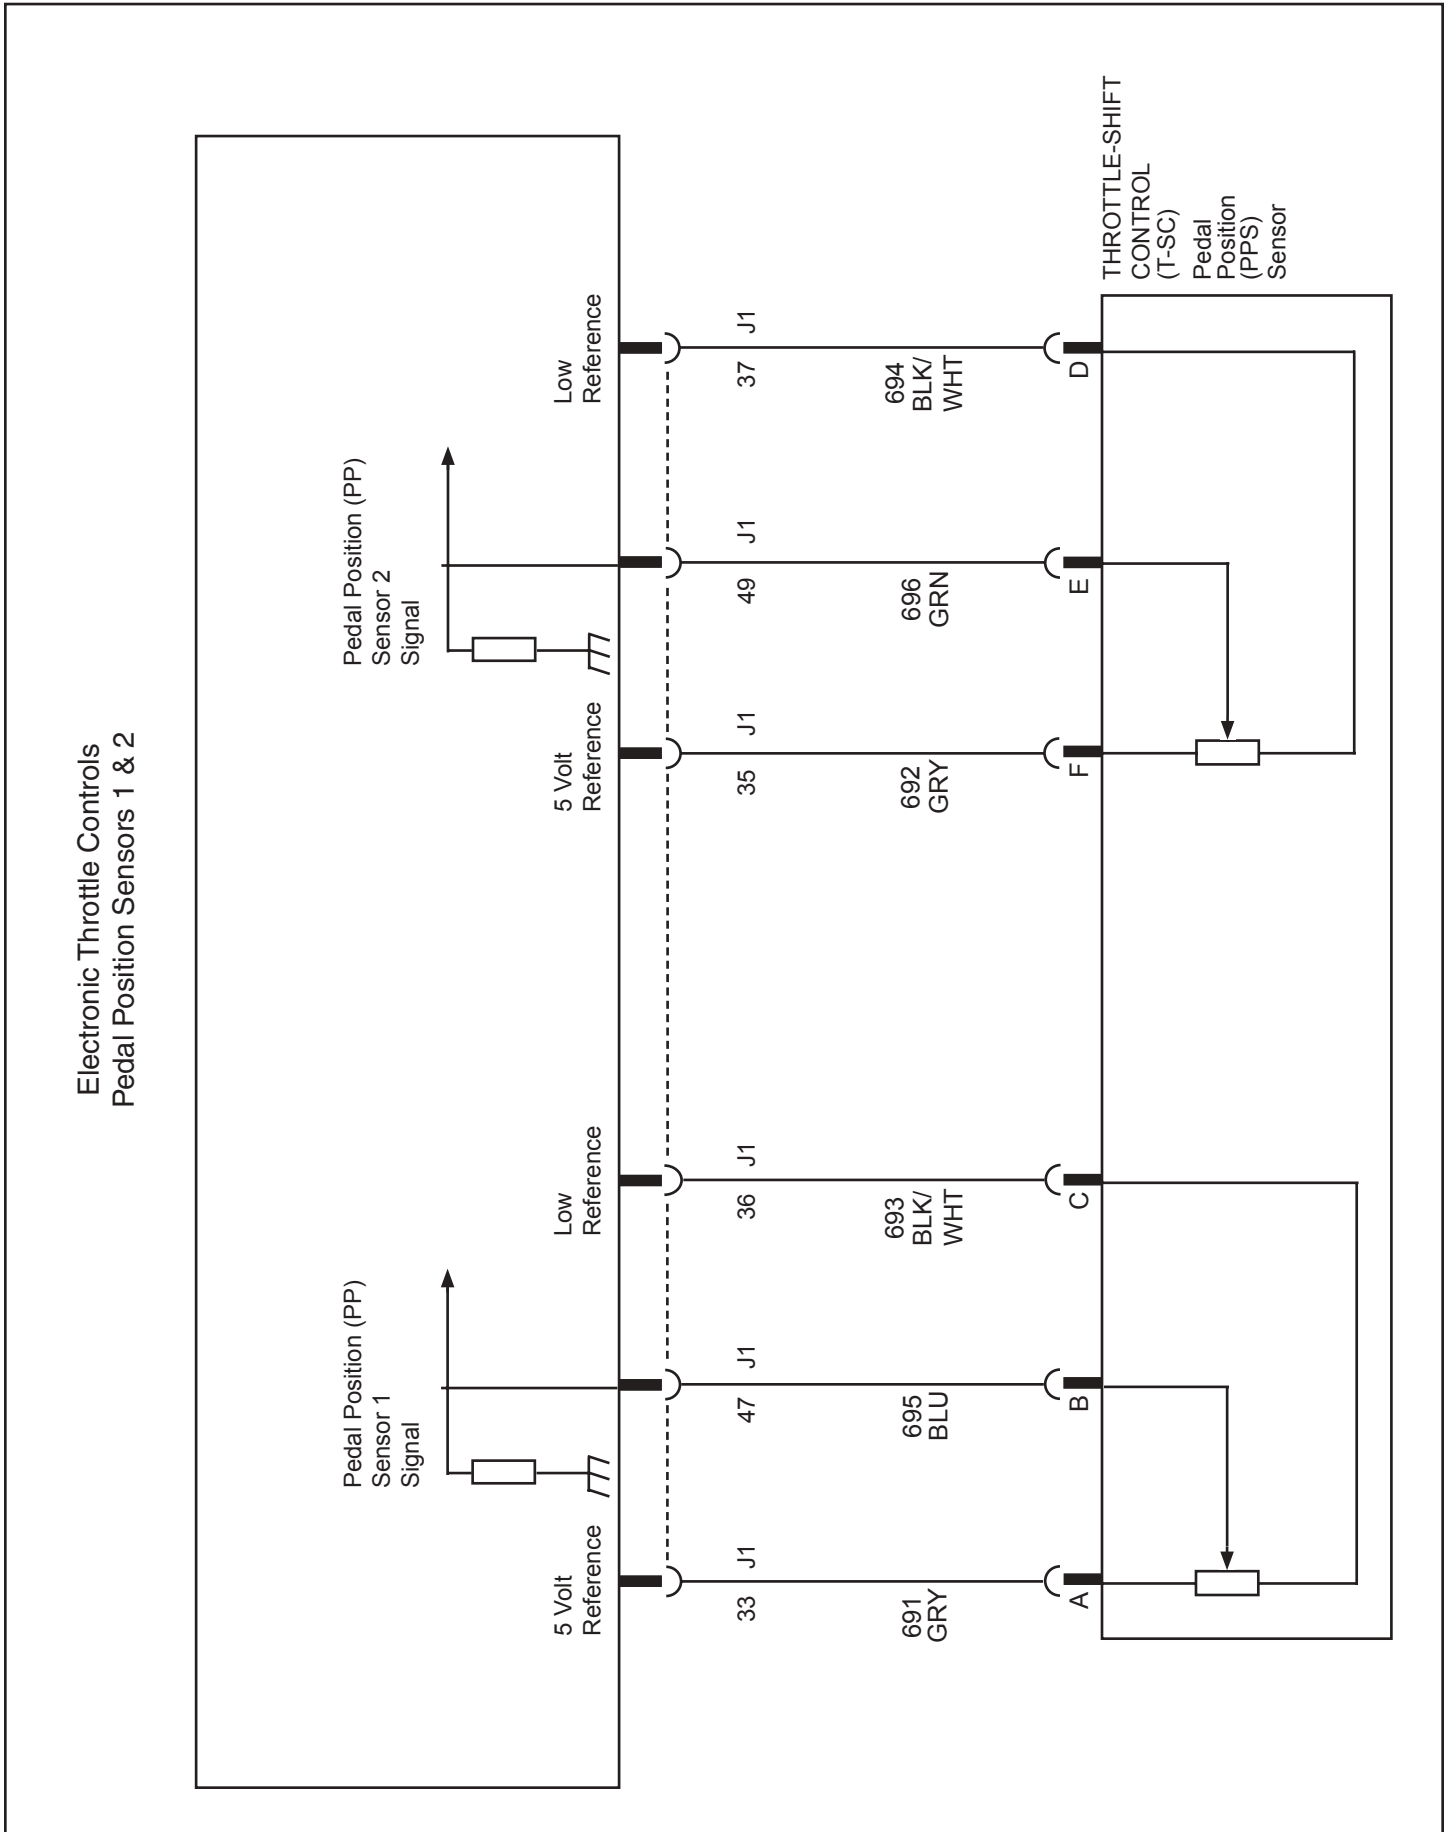 Electronic Throttle Controls
Pedal Position Sensors 1 & 2
Pedal Position (PP)
Sensor 1
Signal
Pedal Position (PP)
Sensor 2
Signal
5 Volt
Reference
Low
Reference
5 Volt
Reference
Low
Reference
33
J1
47
J1
36
J1
35
J1
49
J1
37
J1
691
GRY
695
BLU
693
BLK/
WHT
692
GRY
696
GRN
694
BLK/
WHT
A
B
C
F
E
D
THROTTLE-SHIFT
CONTROL
(T-SC)
Pedal
Position
(PPS)
Sensor